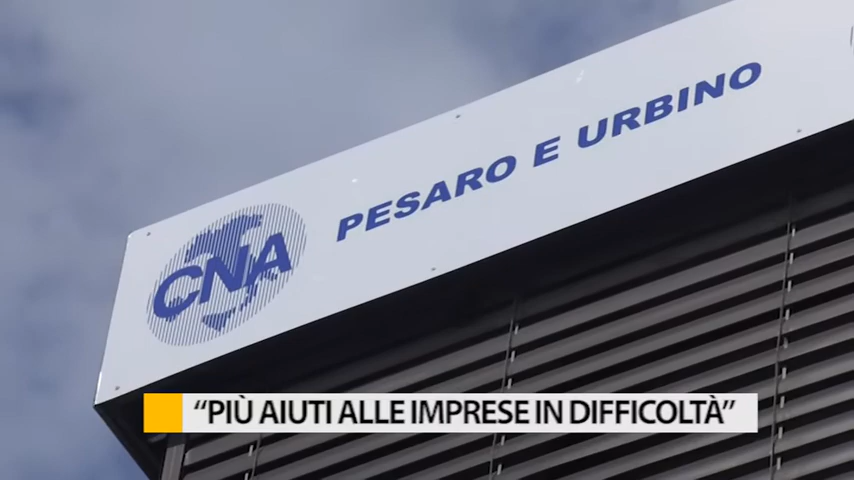 CNA
PESARO E URBINO
“PIÙ AIUTI ALLE IMPRESE IN DIFFICOLTÀ”